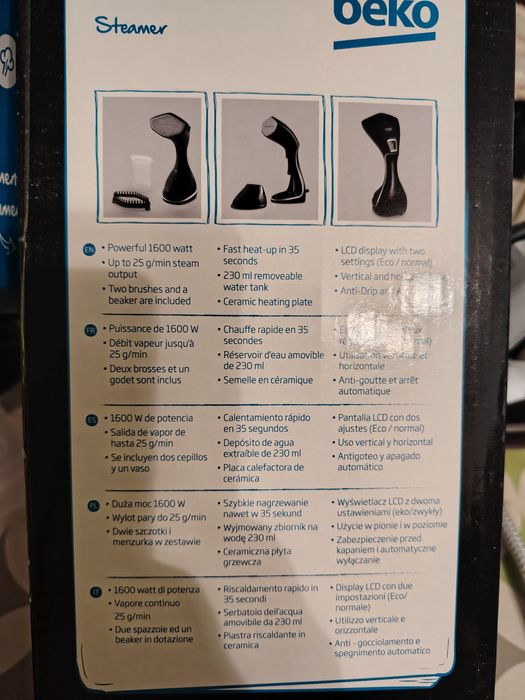 Steamer
beko
EN
• Powerful 1600 watt
• Up to 25 g/min steam
output
• Two brushes and a
beaker are included
• Fast heat-up in 35
seconds
• 230 ml removeable
water tank
• Ceramic heating plate
• LCD display with two
settings (Eco / normal)
• Vertical and
• Anti-Drip
FR
• Puissance de 1600 W
• Débit vapeur jusqu'à
25 g/min
• Deux brosses et un
godet sont inclus
• Chauffe rapide en 35
secondes
• Réservoir d'eau amovible
de 230 ml
• Semelle en céramique
• Utilisation verticale et
horizontale
• Anti-goutte et arrêt
automatique
ES
• 1600 W de potencia
• Salida de vapor de
hasta 25 g/min
• Se incluyen dos cepillos
y un vaso
• Calentamiento rápido
en 35 segundos
• Depósito de agua
extraíble de 230 ml
• Placa calefactora de
cerámica
• Pantalla LCD con dos
ajustes (Eco / normal)
• Uso vertical y horizontal
• Antigoteo y apagado
automático
PL
• Duża moc 1600 W
• Wylot pary do 25 g/min
• Dwie szczotki i
menzurka w zestawie
• Szybkie nagrzewanie
nawet w 35 sekund
• Wyjmowany zbiornik na
wodę 230 ml
• Ceramiczna płyta
grzewcza
• Wyświetlacz LCD z dwoma
ustawieniami (eko/zwykły)
• Użycie w pionie i w poziomie
• Zabezpieczenie przed
kapaniem i automatyczne
wyłączanie
IT
• 1600 watt di potenza
• Vapore continuo
25 g/min
• Due spazzole ed un
beaker in dotazione
• Riscaldamento rapido in
35 secondi
• Serbatoio dell'acqua
amovibile da 230 ml
• Piastra riscaldante in
ceramica
• Display LCD con due
impostazioni (Eco/
normale)
• Utilizzo verticale e
orizzontale
• Anti - gocciolamento e
spegnimento automatico